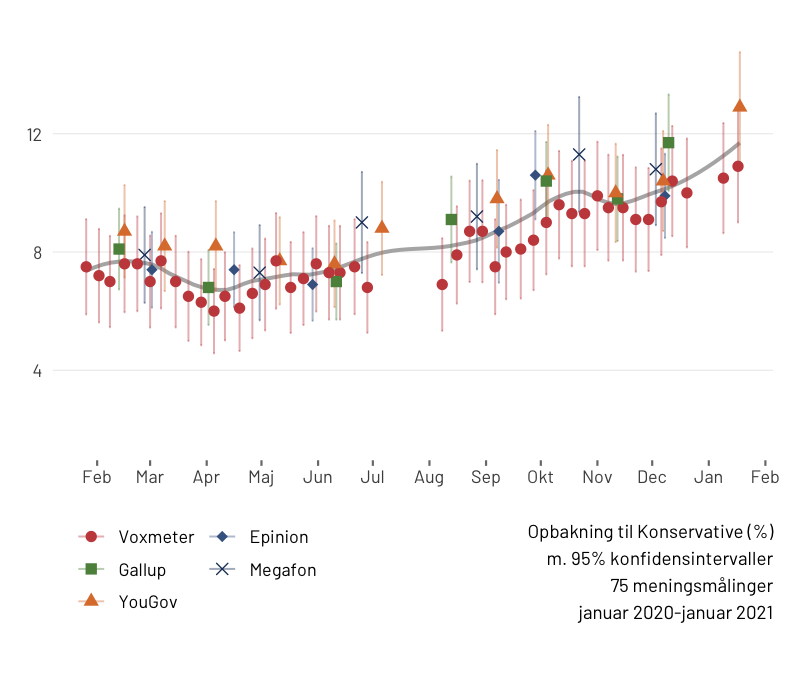 12
8
4
Feb Mar Apr Maj Jun Jul Aug Sep Okt Nov Dec Jan Feb
Voxmeter
Epinion
Gallup
Megafon
YouGov
Opbakning til Konservative (%)
m. 95% konfidensintervaller
75 meningsmålinger
januar 2020-januar 2021